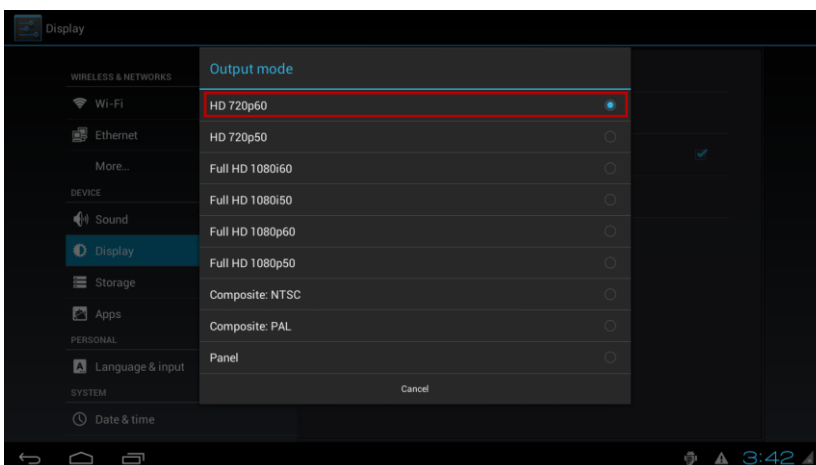 Display
WIRELESS & NETWORKS
Wi-Fi
Ethernet
More...
DEVICE
Sound
Display
Storage
Apps
PERSONAL
Language & input
SYSTEM
Date & time
Output mode
HD 720p60
HD 720p50
Full HD 1080i60
Full HD 1080i50
Full HD 1080p60
Full HD 1080p50
Composite: NTSC
Composite: PAL
Panel
Cancel
3:42